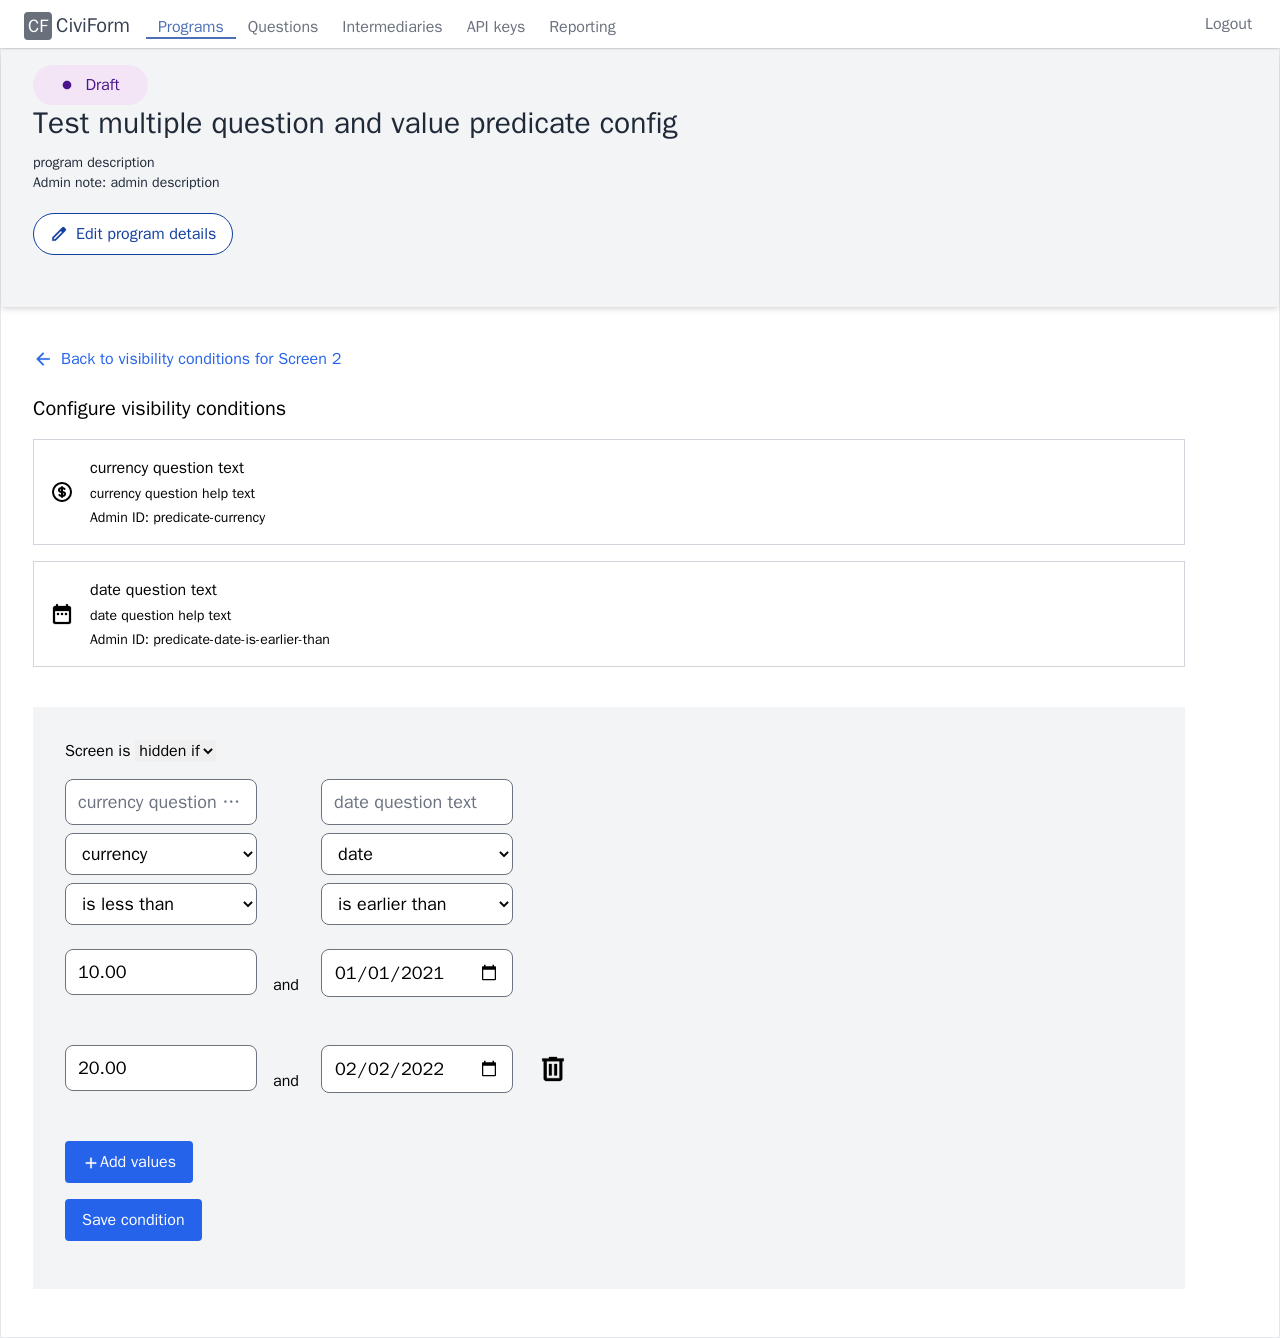 CF CiviForm Programs Questions Intermediaries API keys Reporting Logout
Draft
Test multiple question and value predicate config
program description
Admin note: admin description
Edit program details
Back to visibility conditions for Screen 2
Configure visibility conditions
currency question text
currency question help text
Admin ID: predicate-currency
date question text
date question help text
Admin ID: predicate-date-is-earlier-than
Screen is hidden if
currency question ··· date question text
currency date
is less than is earlier than
10.00 and 01/01/2021
20.00 and 02/02/2022
+Add values
Save condition